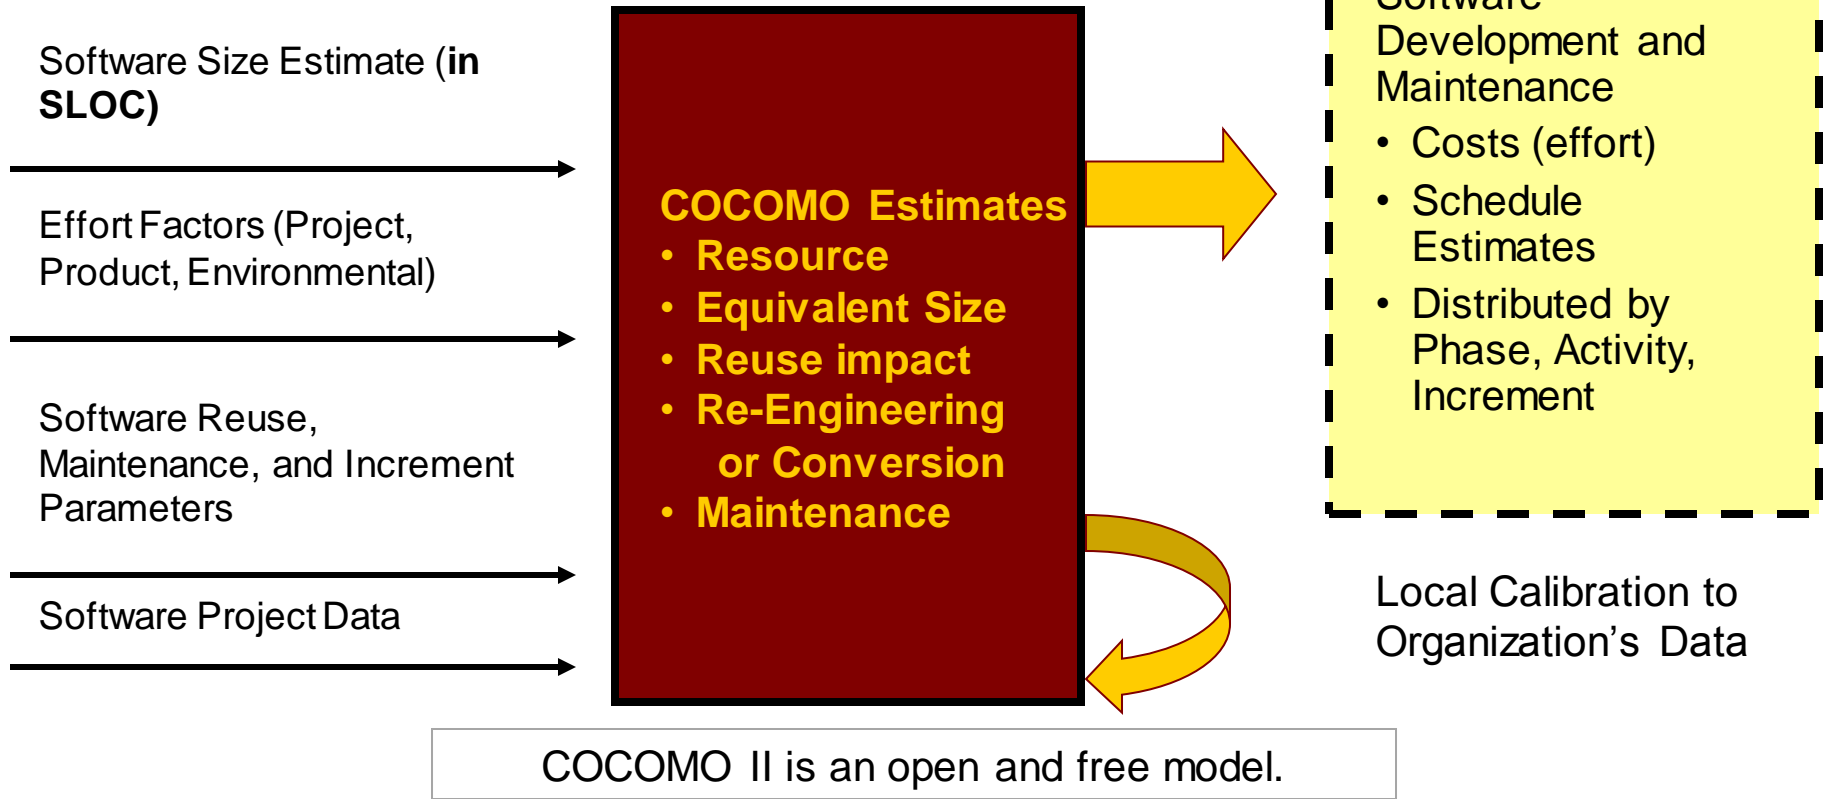 Software Size Estimate (in
SLOC)
Effort Factors (Project,
Product, Environmental)
Software Reuse,
Maintenance, and Increment
Parameters
Software Project Data
COCOMO Estimates
• Resource
• Equivalent Size
• Reuse impact
• Re-Engineering
or Conversion
• Maintenance
Software
Development and
Maintenance
• Costs (effort)
• Schedule
Estimates
• Distributed by
Phase, Activity,
Increment
Local Calibration to
Organization's Data
COCOMO II is an open and free model.